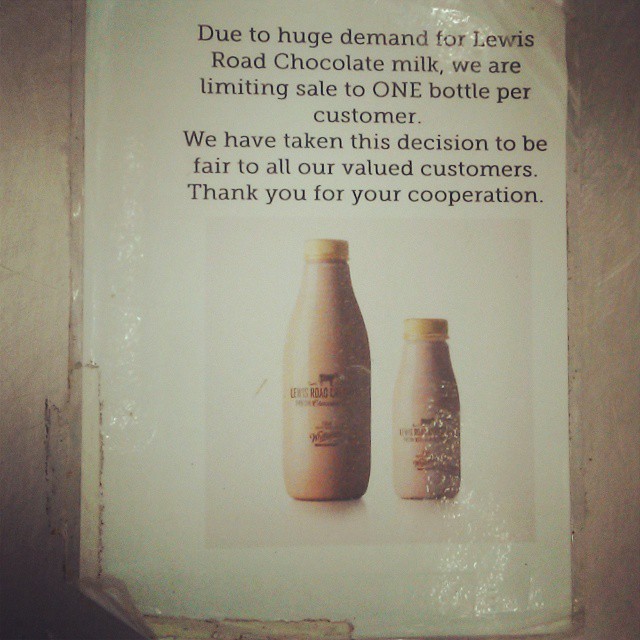 Due to huge demand for Lewis
Road Chocolate milk, we are
limiting sale to ONE bottle per
customer.
We have taken this decision to be
fair to all our valued customers.
Thank you for your cooperation.
LEWIS ROAD
LEWIS